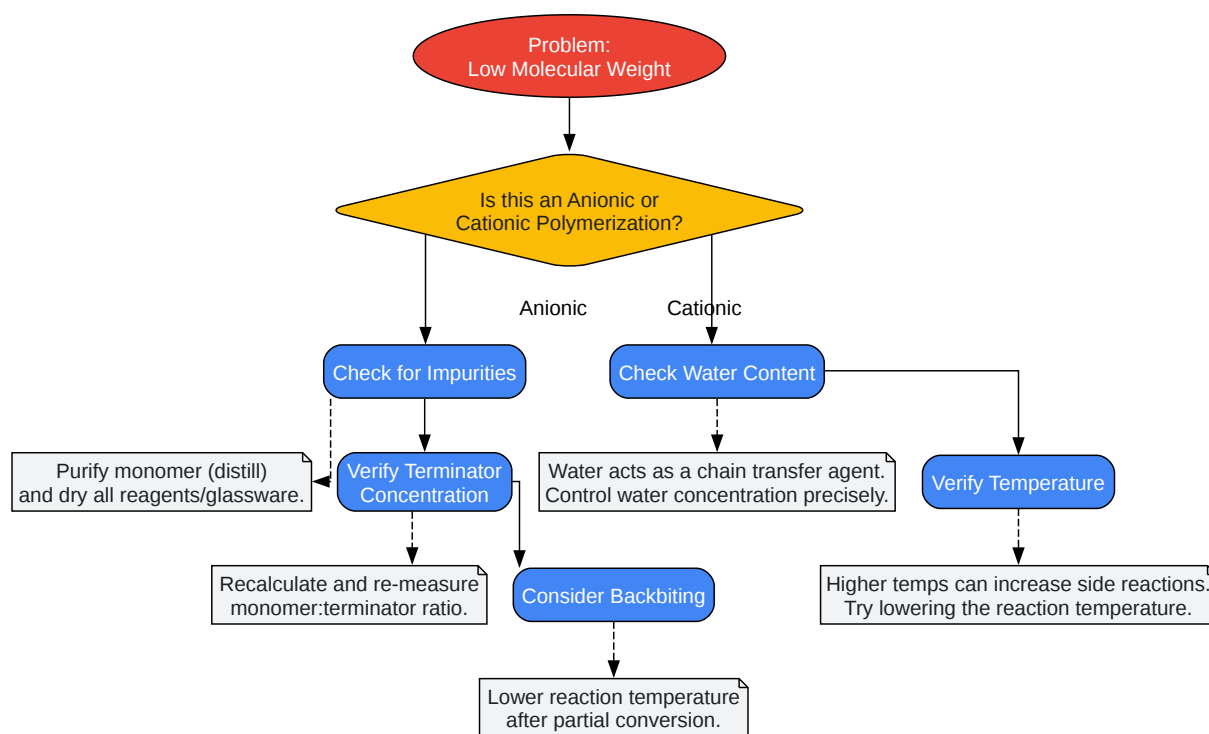 Problem:
Low Molecular Weight
Is this an Anionic or
Cationic Polymerization?
Anionic
Cationic
Check for Impurities
Check Water Content
Purify monomer (distill)
and dry all reagents/glassware.
Verify Terminator
Concentration
Water acts as a chain transfer agent.
Control water concentration precisely.
Verify Temperature
Recalculate and re-measure
monomer:terminator ratio.
Consider Backbiting
Higher temps can increase side reactions.
Try lowering the reaction temperature.
Lower reaction temperature
after partial conversion.